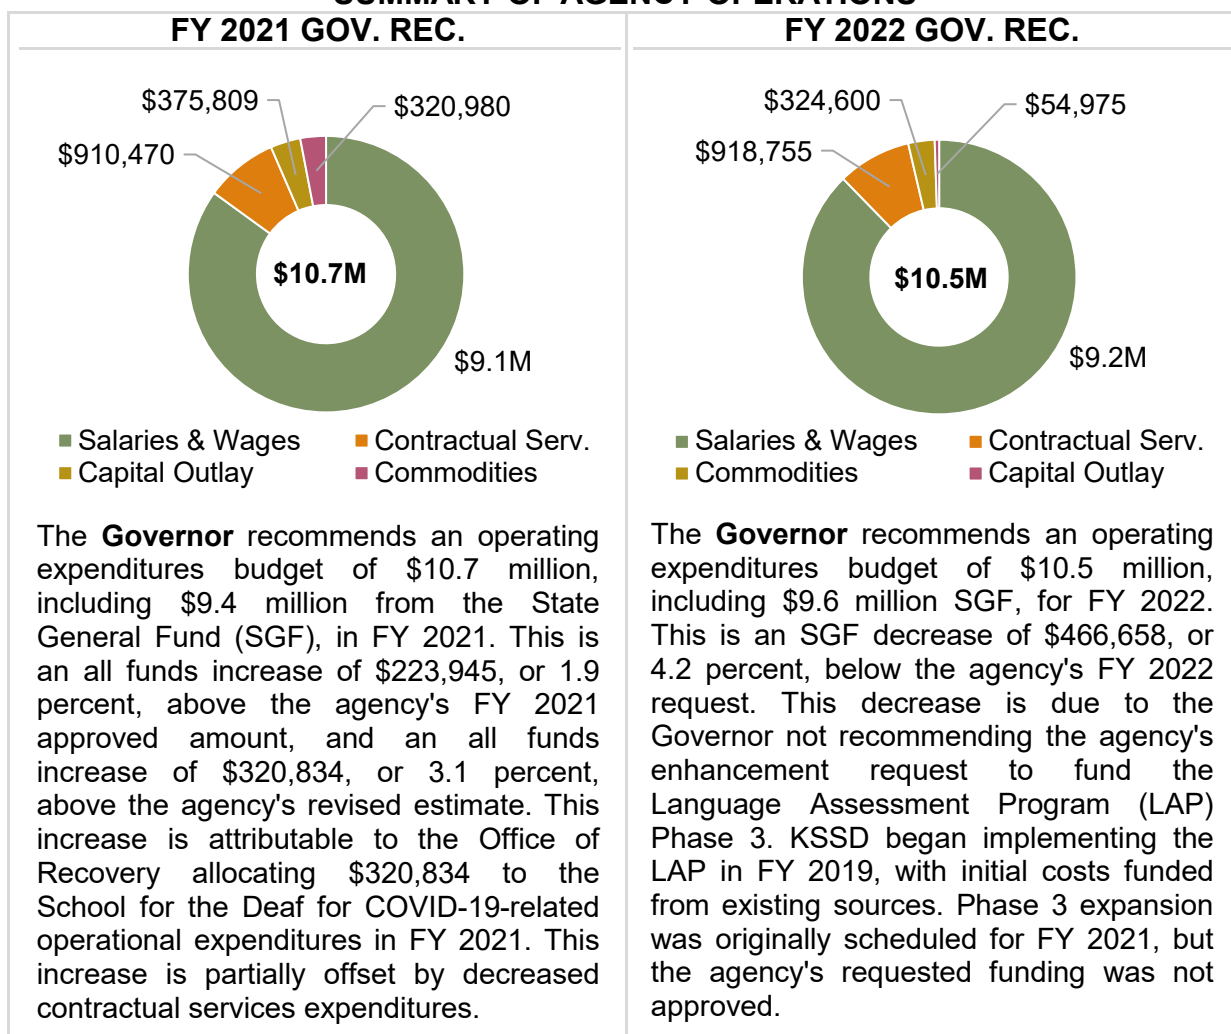 SUMMARY OF AGENCY OPERATIONS
FY 2021 GOV. REC.
$375,809
$320,980
$910,470
$10.7M
$9.1M
Salaries & Wages
Contractual Serv.
Capital Outlay
Commodities
The Governor recommends an operating
expenditures budget of $10.7 million,
including $9.4 million from the State
General Fund (SGF), in FY 2021. This is
an all funds increase of $223,945, or 1.9
percent, above the agency's FY 2021
approved amount, and an all funds
increase of $320,834, or 3.1 percent,
above the agency's revised estimate. This
increase is attributable to the Office of
Recovery allocating $320,834 to the
School for the Deaf for COVID-19-related
operational expenditures in FY 2021. This
increase is partially offset by decreased
contractual services expenditures.
FY 2022 GOV. REC.
$324,600
$54,975
$918,755
$10.5M
$9.2M
Salaries & Wages
Contractual Serv.
Commodities
Capital Outlay
The Governor recommends an operating
expenditures budget of $10.5 million,
including $9.6 million SGF, for FY 2022.
This is an SGF decrease of $466,658, or
4.2 percent, below the agency's FY 2022
request. This decrease is due to the
Governor not recommending the agency's
enhancement request to fund the
Language Assessment Program (LAP)
Phase 3. KSSD began implementing the
LAP in FY 2019, with initial costs funded
from existing sources. Phase 3 expansion
was originally scheduled for FY 2021, but
the agency's requested funding was not
approved.